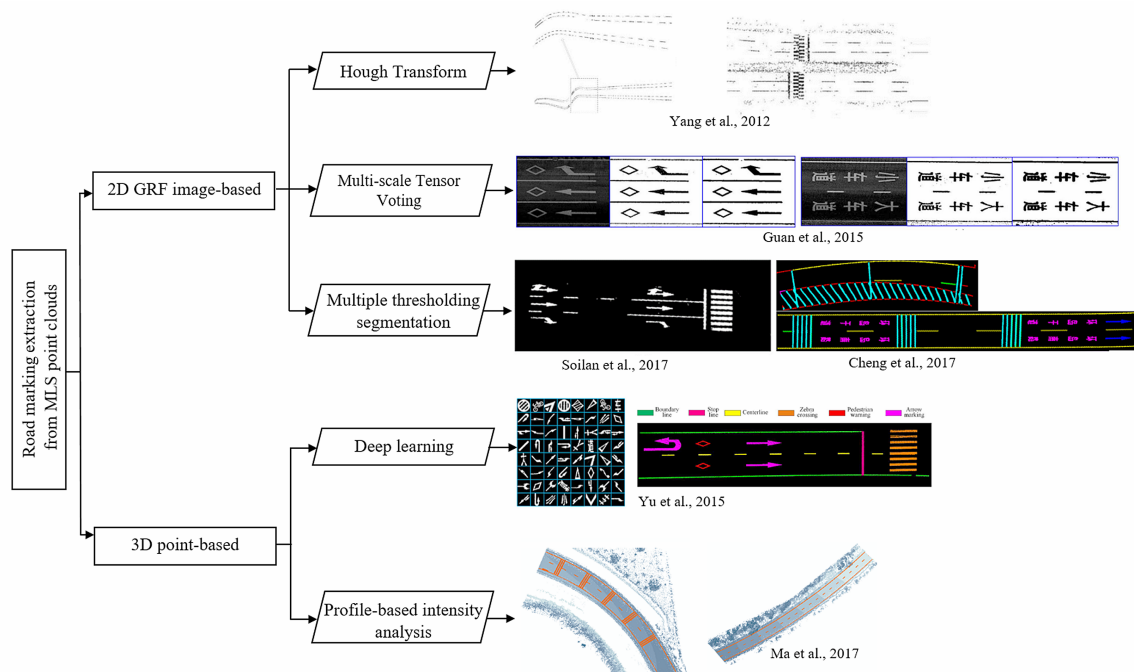 Road marking extraction
from MLS point clouds
2D GRF image-based
Hough Transform
Yang et al., 2012
Multi-scale Tensor
Voting
Guan et al., 2015
Multiple thresholding
segmentation
Soilan et al., 2017
Cheng et al., 2017
3D point-based
Deep learning
Boundary
line
Stop
line
Centerline
Zebra
crossing
Pedestrian
warning
Arrow
marking
Yu et al., 2015
Profile-based intensity
analysis
Ma et al., 2017